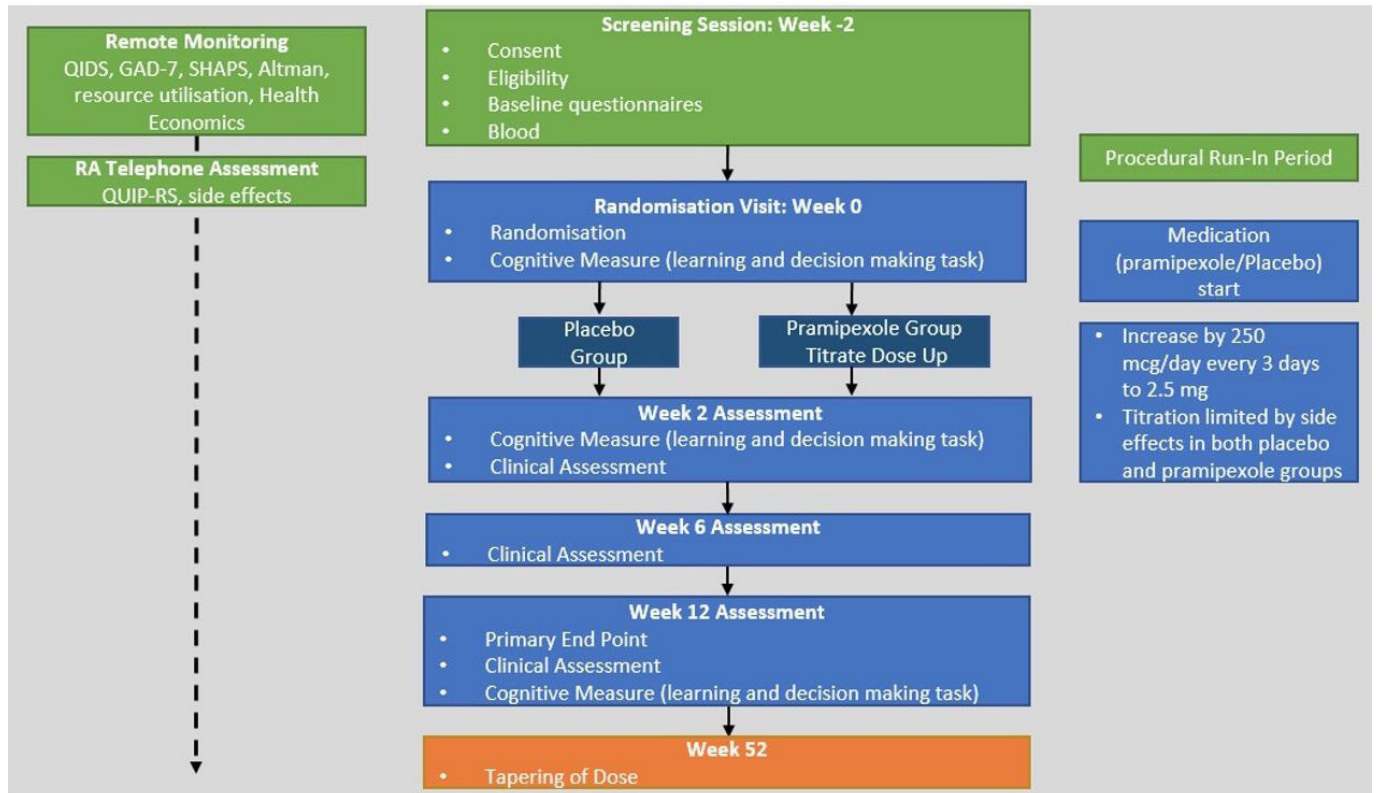 Remote Monitoring
QIDS, GAD-7, SHAPS, Altman,
resource utilisation, Health
Economics
RA Telephone Assessment
QUIP-RS, side effects
Screening Session: Week -2
• Consent
• Eligibility
• Baseline questionnaires
• Blood
Randomisation Visit: Week 0
• Randomisation
• Cognitive Measure (learning and decision making task)
Placebo
Group
Pramipexole Group
Titrate Dose Up
Week 2 Assessment
• Cognitive Measure (learning and decision making task)
• Clinical Assessment
Week 6 Assessment
• Clinical Assessment
Week 12 Assessment
• Primary End Point
• Clinical Assessment
• Cognitive Measure (learning and decision making task)
Week 52
• Tapering of Dose
Procedural Run-In Period
Medication
(pramipexole/Placebo)
start
• Increase by 250
mcg/day every 3 days
to 2.5 mg
• Titration limited by side
effects in both placebo
and pramipexole groups